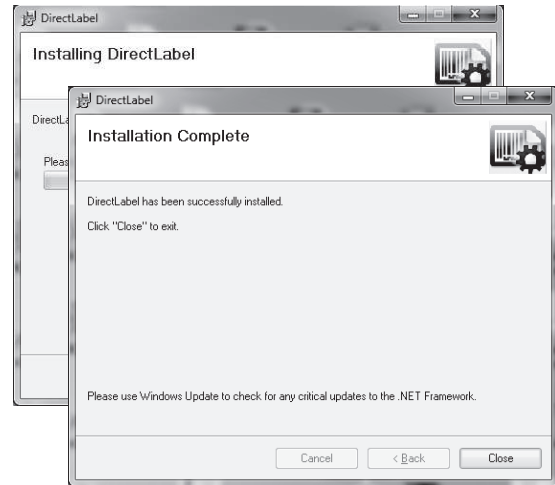 DirectLabel
Installing DirectLabel
DirectLabel
Installation Complete
DirectLabel has been successfully installed.
Click "Close" to exit.
Please use Windows Update to check for any critical updates to the .NET Framework.
Cancel
< Back
Close